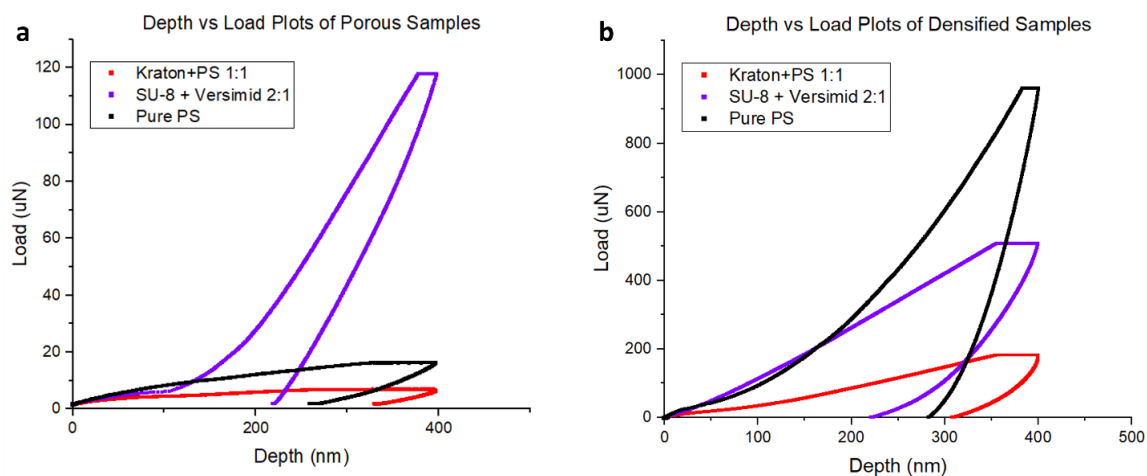 a
Depth vs Load Plots of Porous Samples
Kraton+PS 1:1
SU-8 + Versimid 2:1
Pure PS
120
100
80
60
40
20
0
Load (uN)
0
200
400
Depth (nm)
b
Depth vs Load Plots of Densified Samples
Kraton+PS 1:1
SU-8 + Versimid 2:1
Pure PS
1000
800
600
400
200
0
Load (uN)
0
100
200
300
400
500
Depth (nm)